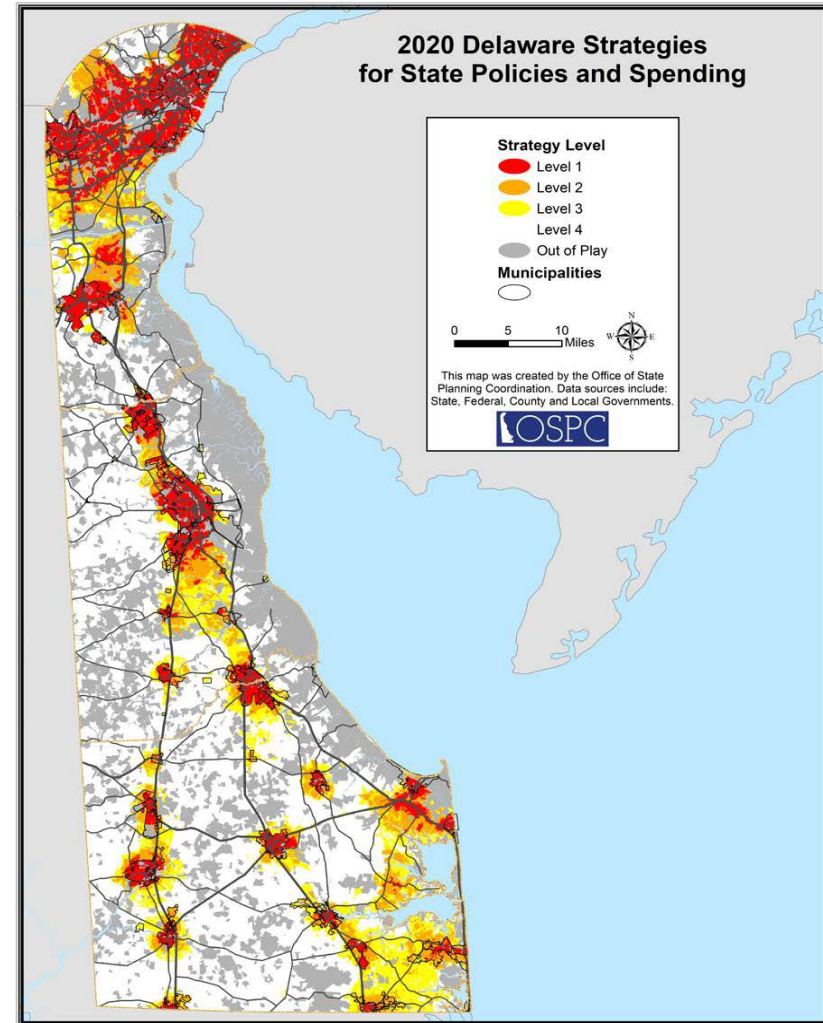 2020 Delaware Strategies
for State Policies and Spending
Strategy Level
Level 1
Level 2
Level 3
Level 4
Out of Play
Municipalities
0 5 10
Miles
N
W E
S
This map was created by the Office of State
Planning Coordination. Data sources include:
State, Federal, County and Local Governments.
OSPC